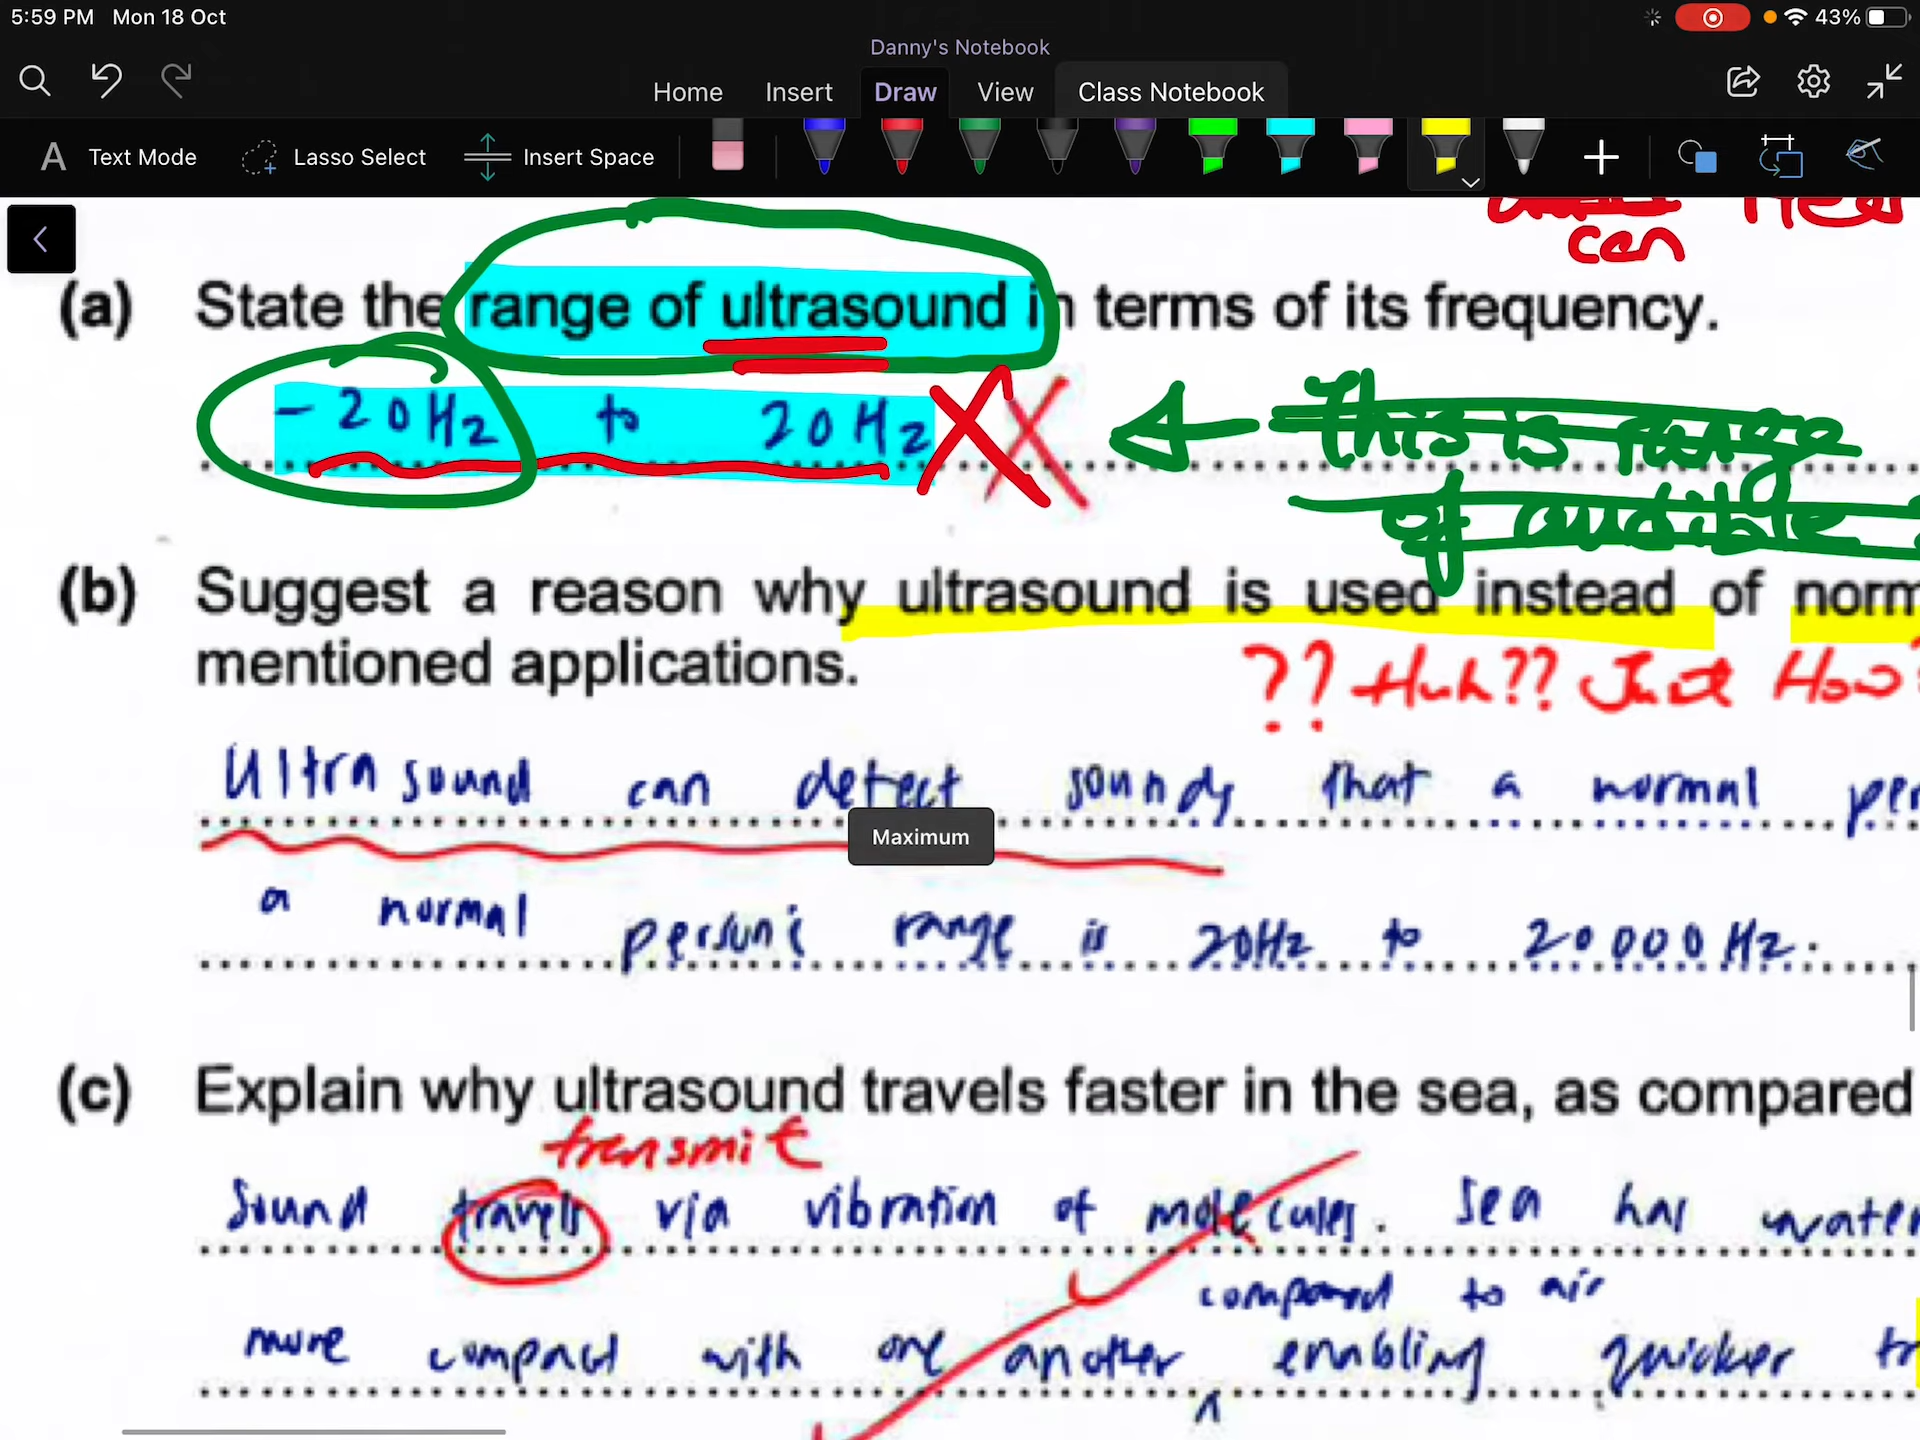 5:59 PM Mon 18 Oct
43%
Danny's Notebook
Home Insert Draw View Class Notebook
A Text Mode Lasso Select Insert Space
can
(a) State the range of ultrasound in terms of its frequency.
- 20Hz to 20Hz
This is range
of audible
(b) Suggest a reason why ultrasound is used instead of norm
mentioned applications.
?? Huh?? Just How?
Ultra sound can detect sounds that a normal per
Maximum
a normal person's range is 20Hz to 20000Hz.
(c) Explain why ultrasound travels faster in the sea, as compared
transmit
Sound travels via vibration of molecules. Sea has water
compared to air
more compact with one another enabling quicker tr